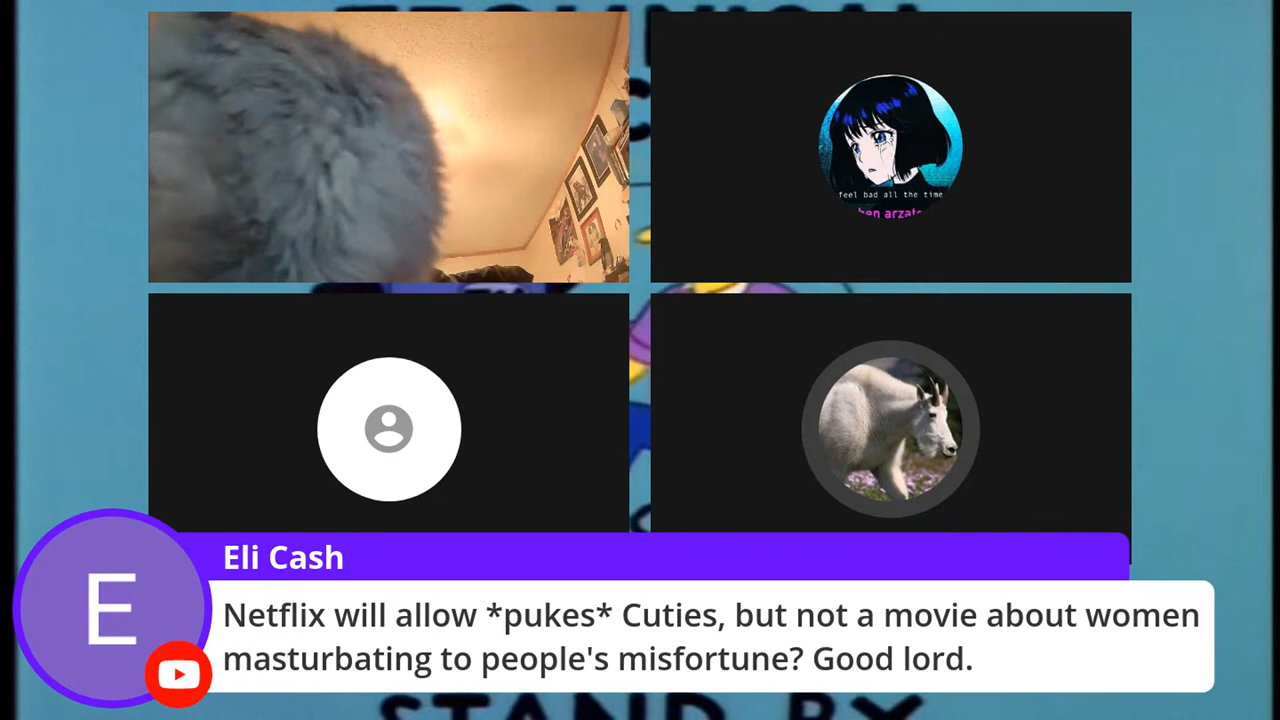 TECHNICAL
feel bad all the time
Eli Cash
E
Netflix will allow *pukes* Cuties, but not a movie about women
masturbating to people's misfortune? Good lord.
STAND BY